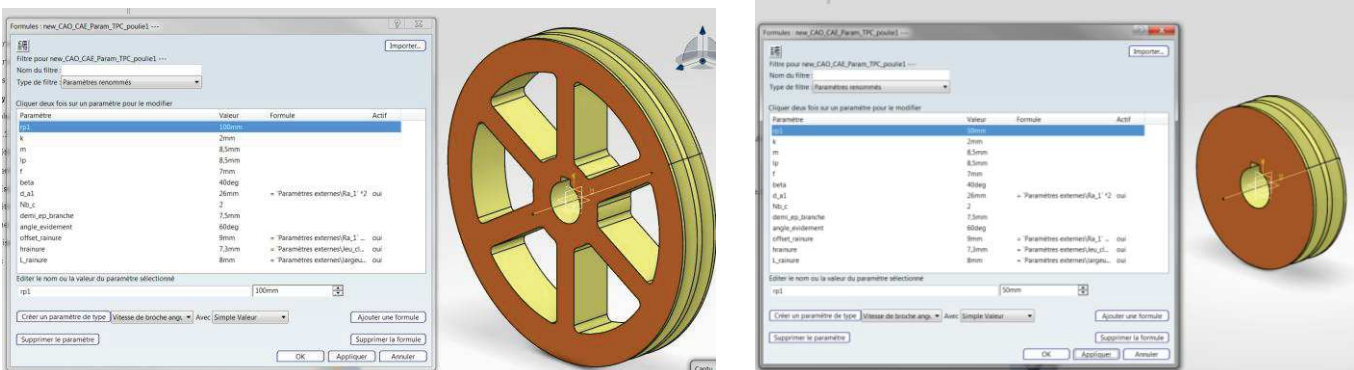 Formules : new_CAO_CAE_Param_TPC_poulie1 ---
Importer...
Filtre pour new_CAO_CAE_Param_TPC_poulie1 ---
Nom du filtre :
Type de filtre : Paramètres renommés
Cliquer deux fois sur un paramètre pour le modifier
Paramètre Valeur Formule Actif
rp1 100mm
k 2mm
m 8,5mm
lp 8,5mm
f 7mm
beta 40deg
d_a1 26mm = 'Paramètres externes\Ra_1' *2 oui
Nb_c 2
demi_ep_branche 7,5mm
angle_evidement 60deg
offset_rainure 9mm = 'Paramètres externes\Ra_1' ... oui
hrainure 7,3mm = 'Paramètres externes\Jeu_cl... oui
L_rainure 8mm = 'Paramètres externes\largeu... oui
Editer le nom ou la valeur du paramètre sélectionné
rp1 100mm
Créer un paramètre de type Vitesse de broche angu. Avec Simple Valeur Ajouter une formule
Supprimer le paramètre Supprimer la formule
OK Appliquer Annuler
Formules : new_CAO_CAE_Param_TPC_poulie1 ---
Importer...
Filtre pour new_CAO_CAE_Param_TPC_poulie1 ---
Nom du filtre :
Type de filtre : Paramètres renommés
Cliquer deux fois sur un paramètre pour le modifier
Paramètre Valeur Formule Actif
rp1 50mm
k 2mm
m 8,5mm
lp 8,5mm
f 7mm
beta 40deg
d_a1 26mm = 'Paramètres externes\Ra_1' *2 oui
Nb_c 2
demi_ep_branche 7,5mm
angle_evidement 60deg
offset_rainure 9mm = 'Paramètres externes\Ra_1' ... oui
hrainure 7,3mm = 'Paramètres externes\Jeu_cl... oui
L_rainure 8mm = 'Paramètres externes\largeu... oui
Editer le nom ou la valeur du paramètre sélectionné
rp1 50mm
Créer un paramètre de type Vitesse de broche angu. Avec Simple Valeur Ajouter une formule
Supprimer le paramètre Supprimer la formule
OK Appliquer Annuler